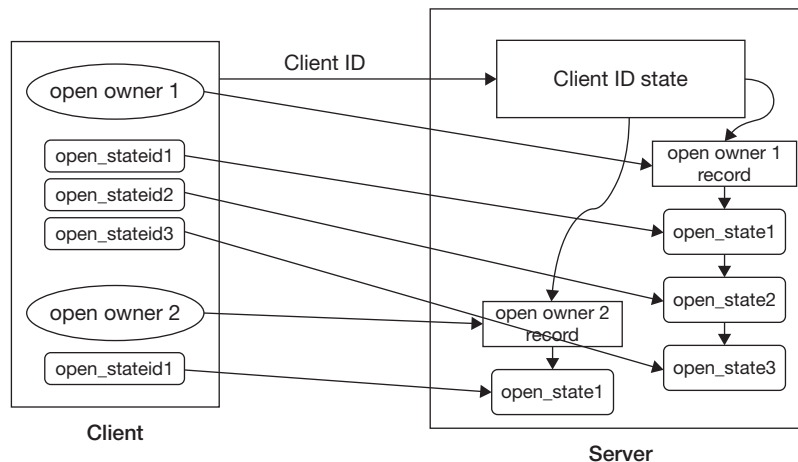 Client ID
Client ID state
open owner 1
open owner 1
record
open_stateid1
open_stateid2
open_stateid3
open_state1
open_state2
open_state3
open owner 2
open owner 2
record
open_stateid1
open_state1
Client
Server